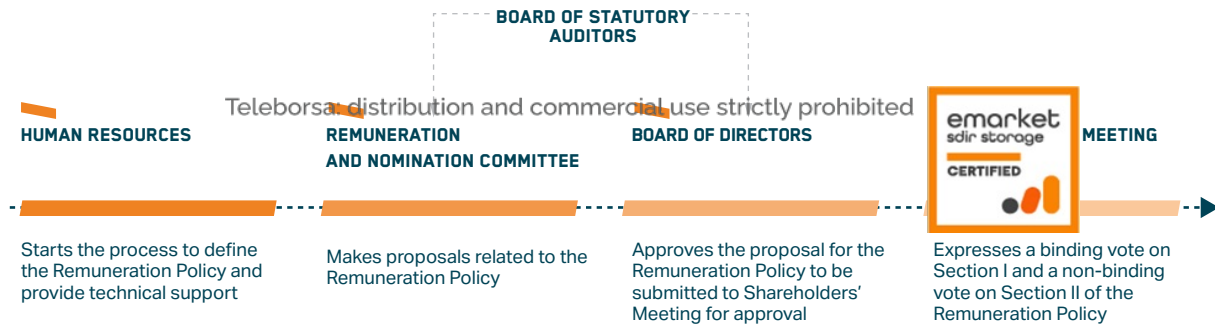 BOARD OF STATUTORY
AUDITORS
Teleborsa: distribution and commercial use strictly prohibited
HUMAN RESOURCES
REMUNERATION
AND NOMINATION COMMITTEE
BOARD OF DIRECTORS
MEETING
emarket
sdir storage
CERTIFIED
Starts the process to define
the Remuneration Policy and
provide technical support
Makes proposals related to the
Remuneration Policy
Approves the proposal for the
Remuneration Policy to be
submitted to Shareholders'
Meeting for approval
Expresses a binding vote on
Section I and a non-binding
vote on Section II of the
Remuneration Policy